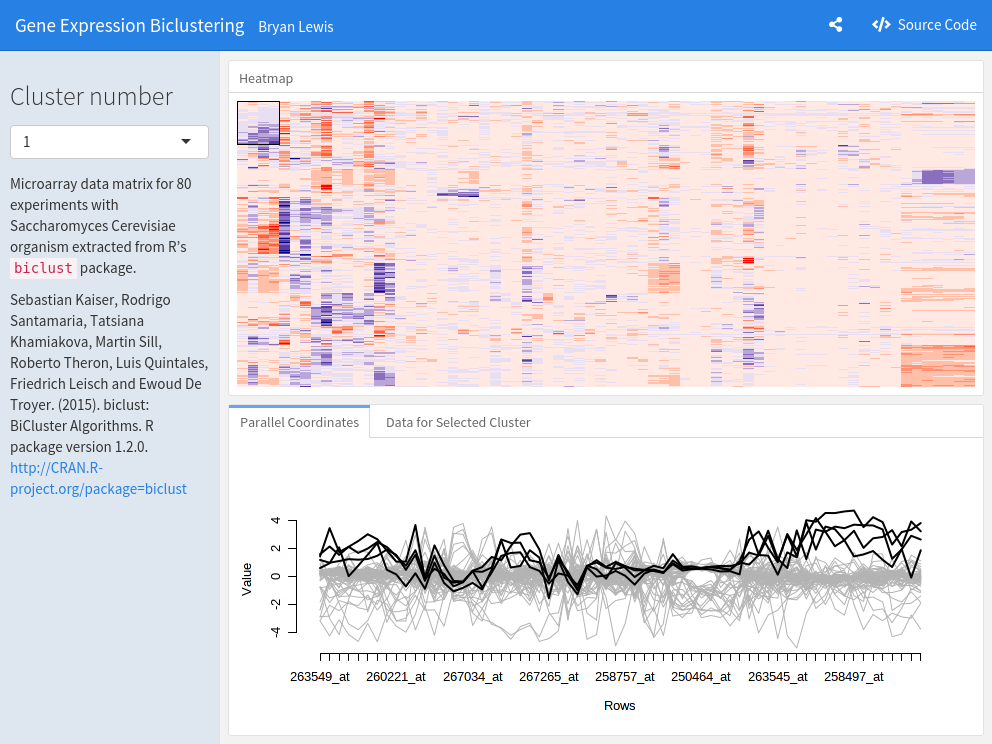 Gene Expression Biclustering Bryan Lewis Source Code
Cluster number
1
Microarray data matrix for 80
experiments with
Saccharomyces Cerevisiae
organism extracted from R's
biclust package.
Sebastian Kaiser, Rodrigo
Santamaria, Tatsiana
Khamiakova, Martin Sill,
Roberto Theron, Luis Quintales,
Friedrich Leisch and Ewoud De
Troyer. (2015). biclust:
BiCluster Algorithms. R
package version 1.2.0.
http://CRAN.R-
project.org/package=biclust
Heatmap
Parallel Coordinates Data for Selected Cluster
Value
4
2
0
-2
-4
263549_at 260221_at 267034_at 267265_at 258757_at 250464_at 263545_at 258497_at
Rows